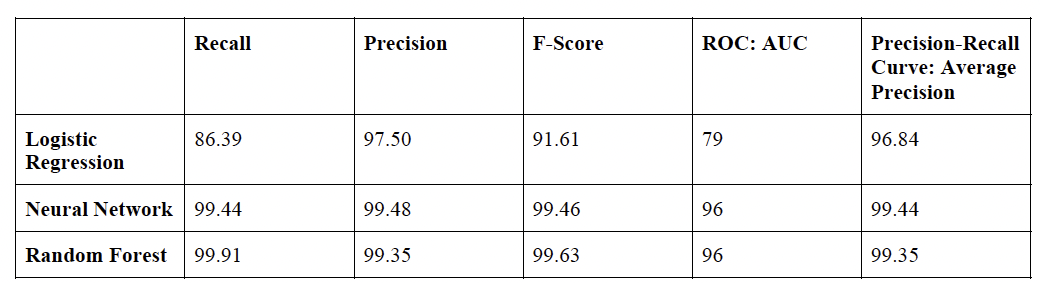 Recall Precision F-Score ROC: AUC Precision-Recall
Curve: Average
Precision
Logistic 86.39 97.50 91.61 79 96.84
Regression
Neural Network 99.44 99.48 99.46 96 99.44
Random Forest 99.91 99.35 99.63 96 99.35